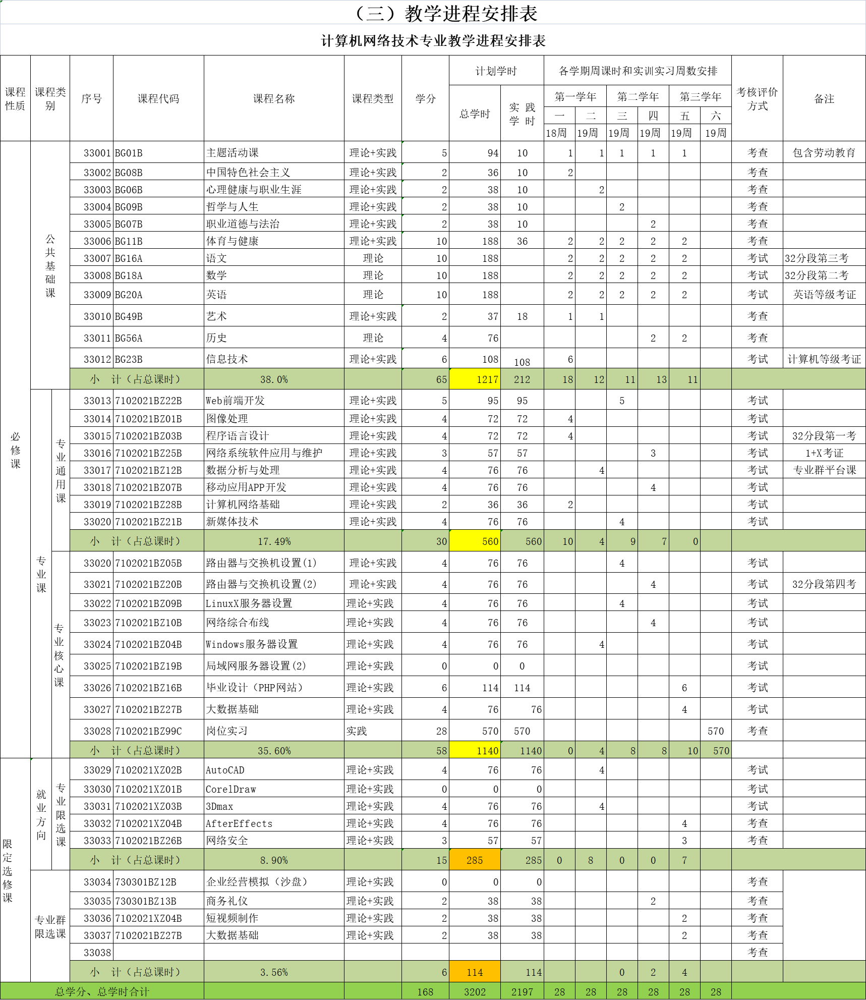 （三）教学进程安排表
计算机网络技术专业教学进程安排表
课程性质 课程类别 序号 课程代码 课程名称 课程类型 学分 计划学时 各学期周课时和实训实习周数安排 考核评价方式 备注
总学时 实践学时 第一学年 第二学年 第三学年
一 二 三 四 五 六
18周 19周 19周 19周 19周 19周
必修课
公共基础课
33001 BG01B 主题活动课 理论+实践 5 94 10 1 1 1 1 1 考查 包含劳动教育
33002 BG08B 中国特色社会主义 理论+实践 2 36 10 2 考查
33003 BG06B 心理健康与职业生涯 理论+实践 2 38 10 2 考查
33004 BG09B 哲学与人生 理论+实践 2 38 10 2 考查
33005 BG07B 职业道德与法治 理论+实践 2 38 10 2 考查
33006 BG11B 体育与健康 理论+实践 10 188 36 2 2 2 2 2 考查
33007 BG16A 语文 理论 10 188 2 2 2 2 2 考试 32分段第三考
33008 BG18A 数学 理论 10 188 2 2 2 2 2 考试 32分段第二考
33009 BG20A 英语 理论 10 188 2 2 2 2 2 考试 英语等级考证
33010 BG49B 艺术 理论+实践 2 37 18 1 1 考查
33011 BG56A 历史 理论 4 76 2 2 考查
33012 BG23B 信息技术 理论+实践 6 108 108 6 考试 计算机等级考证
小 计（占总课时） 38.0% 65 1217 212 18 12 11 13 11
专业课
专业通用课
33013 7102021BZ22B Web前端开发 理论+实践 5 95 95 5 考试
33014 7102021BZ01B 图像处理 理论+实践 4 72 72 4 考试
33015 7102021BZ03B 程序语言设计 理论+实践 4 72 72 4 考试 32分段第一考
33016 7102021BZ25B 网络系统软件应用与维护 理论+实践 3 57 57 3 考试 1+X考证
33017 7102021BZ12B 数据分析与处理 理论+实践 4 76 76 4 考试 专业群平台课
33018 7102021BZ07B 移动应用APP开发 理论+实践 4 76 76 4 考试
33019 7102021BZ28B 计算机网络基础 理论+实践 2 36 36 2 考试
33020 7102021BZ21B 新媒体技术 理论+实践 4 76 76 4 考试
小 计（占总课时） 17.49% 30 560 560 10 4 9 7 0
专业核心课
33020 7102021BZ05B 路由器与交换机设置(1) 理论+实践 4 76 76 4 考试
33021 7102021BZ20B 路由器与交换机设置(2) 理论+实践 4 76 76 4 考试 32分段第四考
33022 7102021BZ09B LinuxX服务器设置 理论+实践 4 76 76 4 考试
33023 7102021BZ10B 网络综合布线 理论+实践 4 76 76 4 考试
33024 7102021BZ04B Windows服务器设置 理论+实践 4 76 76 4 考试
33025 7102021BZ19B 局域网服务器设置(2) 理论+实践 0 0 0 考试
33026 7102021BZ16B 毕业设计（PHP网站） 理论+实践 6 114 114 6 考试
33027 7102021BZ27B 大数据基础 理论+实践 4 76 76 4 考试
33028 7102021BZ99C 岗位实习 实践 28 570 570 570 考查
小 计（占总课时） 35.60% 58 1140 1140 0 4 8 8 10 570
限定选修课
就业方向
专业限选课
33029 7102021XZ02B AutoCAD 理论+实践 4 76 76 4 考试
33030 7102021XZ01B CorelDraw 理论+实践 0 0 0 考试
33031 7102021XZ03B 3Dmax 理论+实践 4 76 76 4 考试
33032 7102021XZ04B AfterEffects 理论+实践 4 76 76 4 考查
33033 7102021BZ26B 网络安全 理论+实践 3 57 57 3 考查
小 计（占总课时） 8.90% 15 285 285 0 8 0 0 7
专业群限选课
33034 730301BZ12B 企业经营模拟（沙盘） 理论+实践 0 0 0 考查
33035 730301BZ13B 商务礼仪 理论+实践 2 38 38 2 考查
33036 7102021XZ04B 短视频制作 理论+实践 2 38 38 2 考查
33037 7102021BZ27B 大数据基础 理论+实践 2 38 38 2 考查
33038 考查
小 计（占总课时） 3.56% 6 114 114 0 2 4
总学分、总学时合计 168 3202 2197 28 28 28 28 28 28